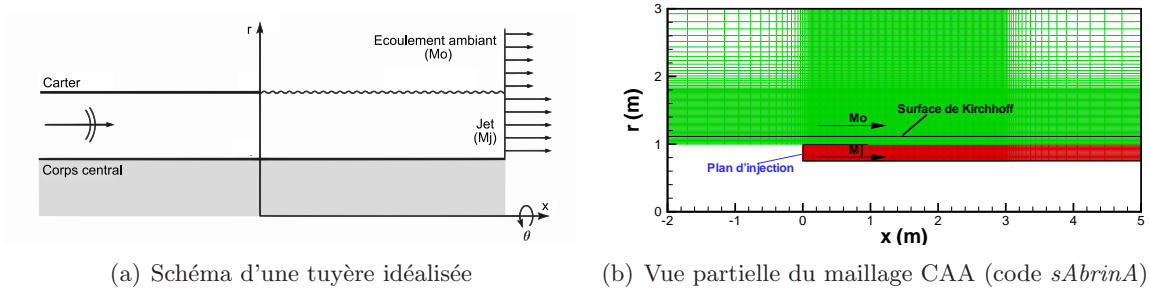 r
Ecoulement ambiant
(Mo)
Carter
Jet
(Mj)
Corps central
x
θ
(a) Schéma d'une tuyère idéalisée
3
2
1
0
r (m)
Surface de Kirchhoff
Mo
Mj
Plan d'injection
-2 -1 0 1 2 3 4 5
x (m)
(b) Vue partielle du maillage CAA (code sAbrinA)